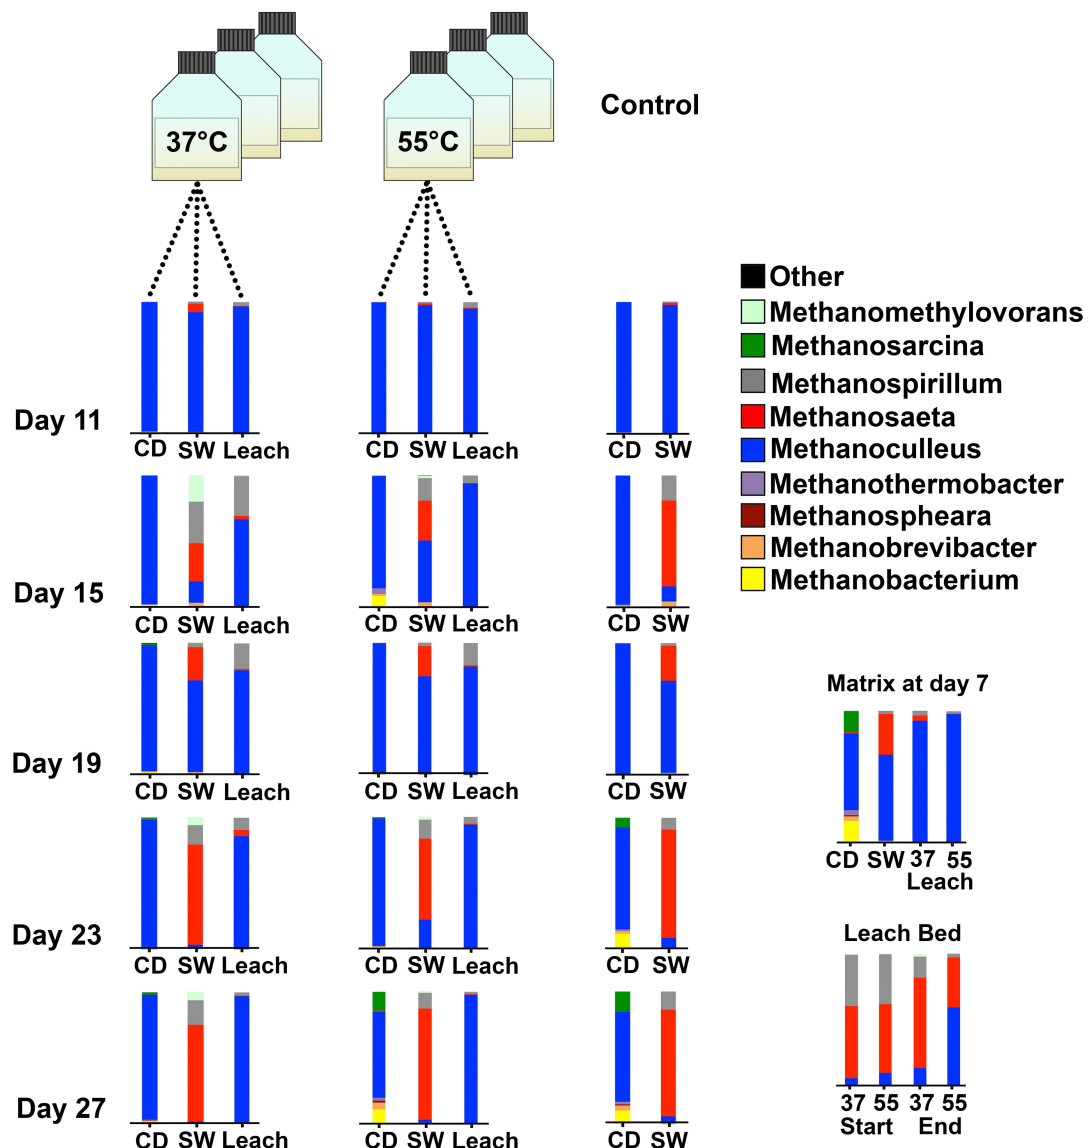 37°C
55°C
Control
Other
Methanomethylovorans
Methanosarcina
Methanospirillum
Methanosaeta
Methanoculleus
Methanothermobacter
Methanospheara
Methanobrevibacter
Methanobacterium
Day 11
CD SW Leach
CD SW Leach
CD SW
Day 15
CD SW Leach
CD SW Leach
CD SW
Day 19
CD SW Leach
CD SW Leach
CD SW
Day 23
CD SW Leach
CD SW Leach
CD SW
Day 27
CD SW Leach
CD SW Leach
CD SW
Matrix at day 7
CD SW 37 55
Leach
Leach Bed
37 55 37 55
Start End